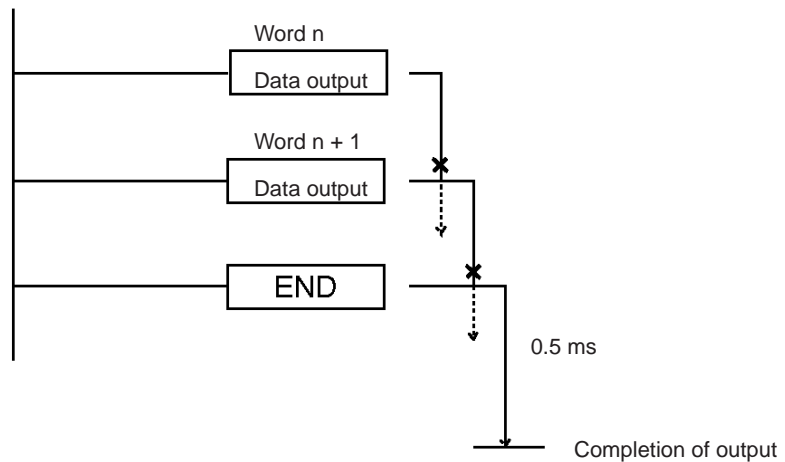 Word n
Data output
Word n + 1
Data output
END
0.5 ms
Completion of output